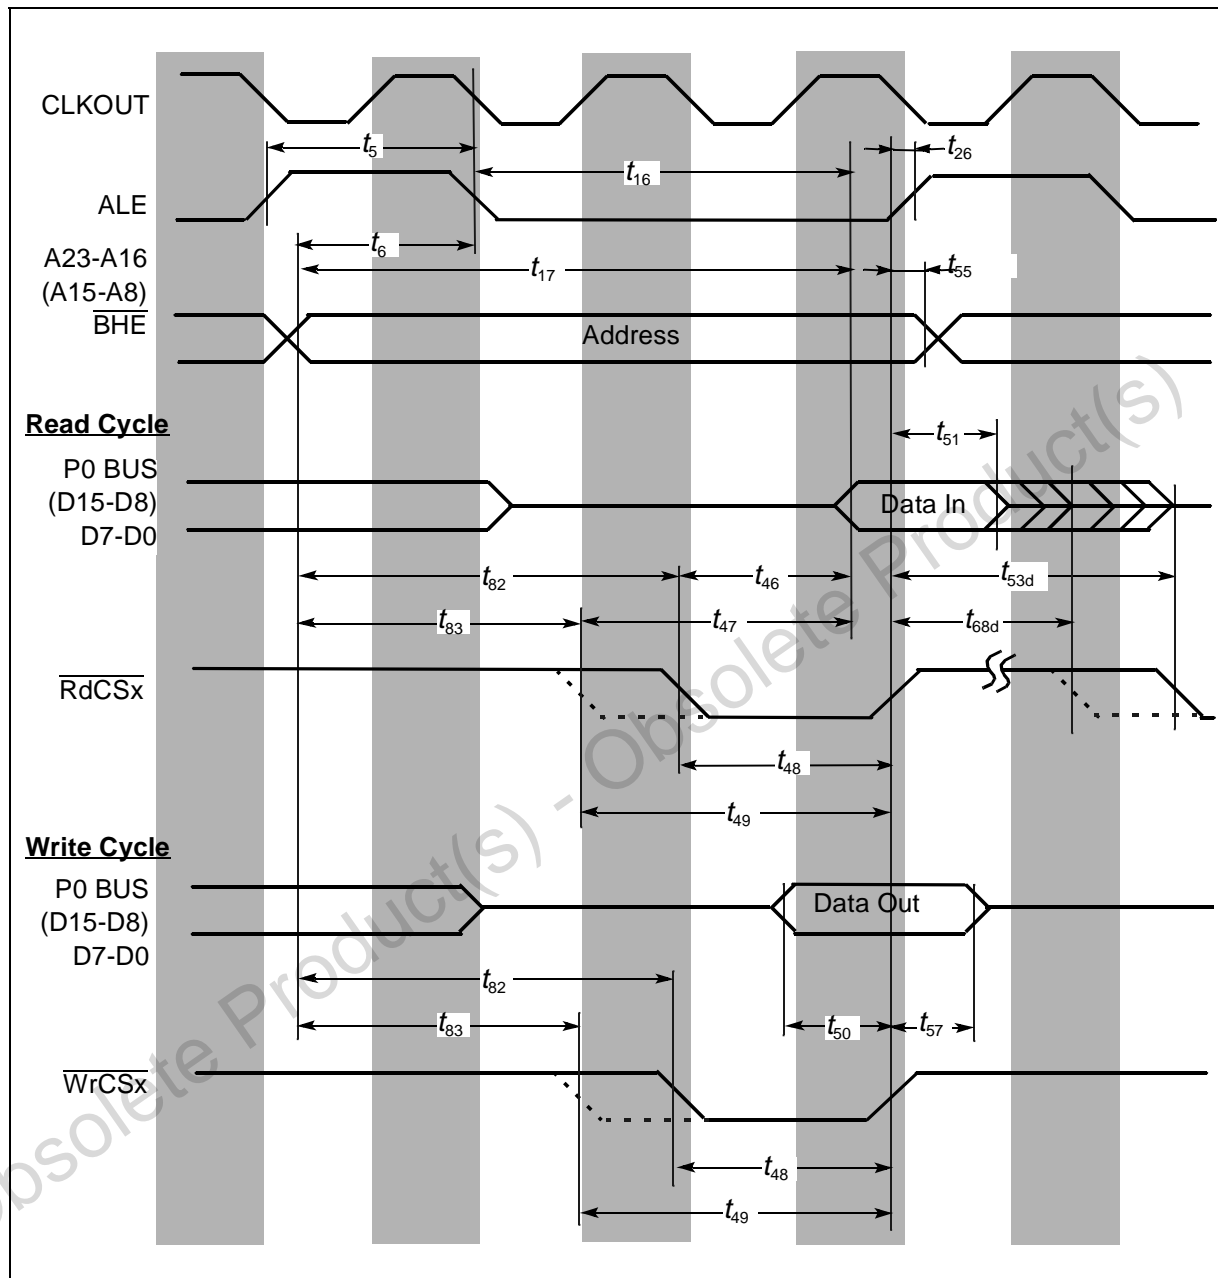 CLKOUT
t5
t26
t16
ALE
t6
A23-A16
t17
t55
(A15-A8)
BHE
Address
Read Cycle
t51
P0 BUS
(D15-D8)
Data In
D7-D0
t82
t46
t53d
t83
t47
t68d
RdCSx
t48
t49
Write Cycle
P0 BUS
(D15-D8)
Data Out
D7-D0
t82
t83
t50
t57
WrCSx
t48
t49
Obsolete Product(s) - Obsolete Product(s)